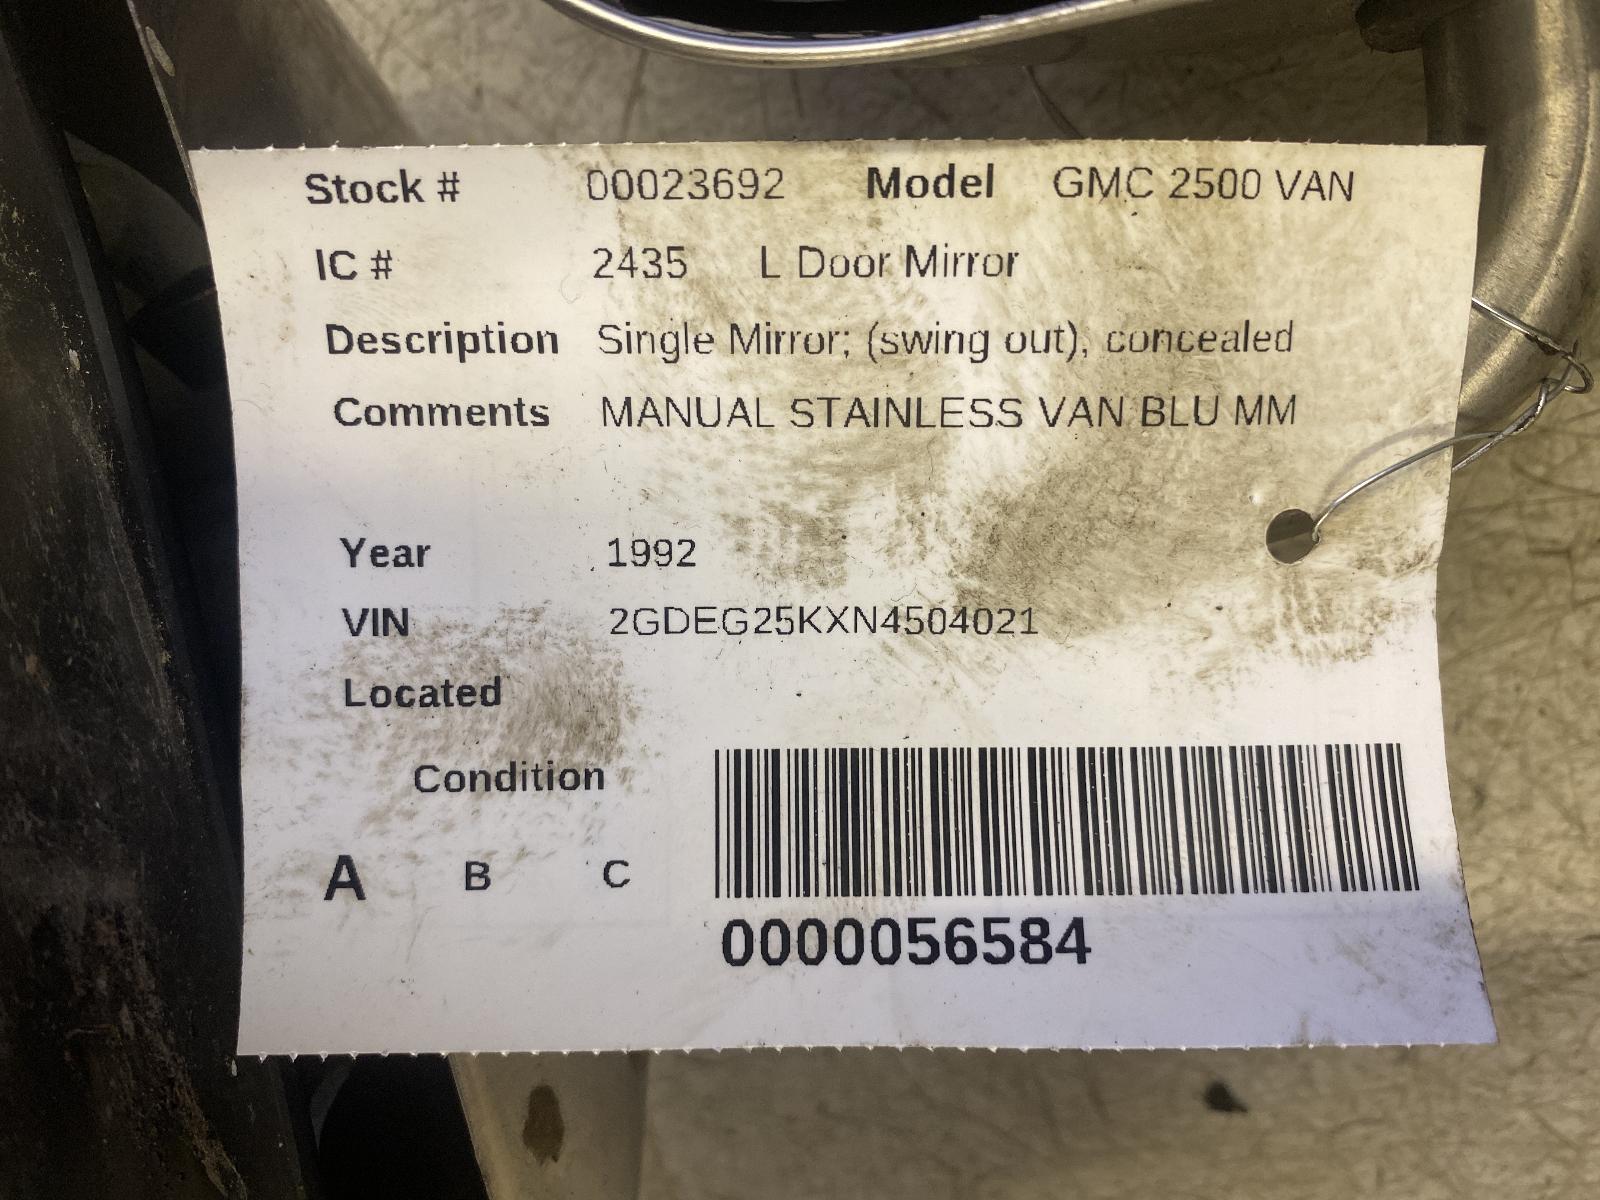 Stock # 00023692 Model GMC 2500 VAN
IC # 2435 L Door Mirror
Description Single Mirror; (swing out), concealed
Comments MANUAL STAINLESS VAN BLU MM
Year 1992
VIN 2GDEG25KXN4504021
Located
Condition
A B C
0000056584